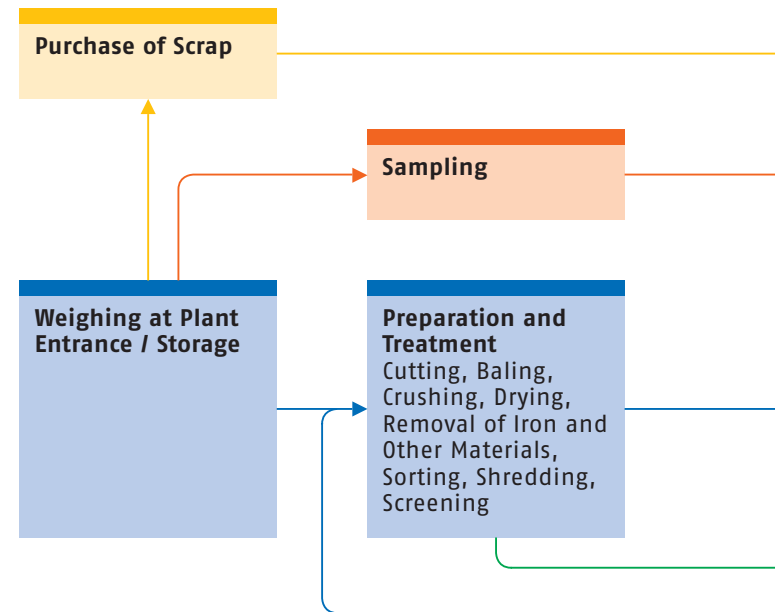 Purchase of Scrap
Sampling
Weighing at Plant
Entrance / Storage
Preparation and
Treatment
Cutting, Baling,
Crushing, Drying,
Removal of Iron and
Other Materials,
Sorting, Shredding,
Screening